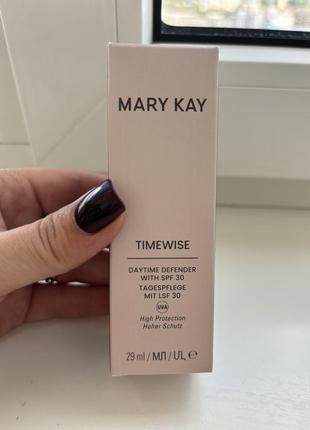 MARY KAY
TIMEWISE
DAYTIME DEFENDER
WITH SPF 30
TAGESPFLEGE
MIT LSF 30
UVA
High Protection
Hoher Schutz
29 ml / МЛ / ՄԼ ℮